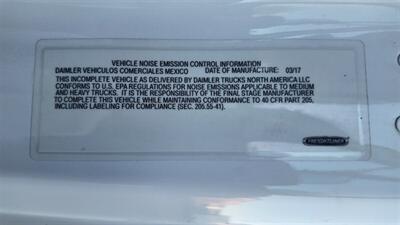 VEHICLE NOISE EMISSION CONTROL INFORMATION
DAIMLER VEHICULOS COMERCIALES MEXICO DATE OF MANUFACTURE: 03/17
THIS INCOMPLETE VEHICLE AS DELIVERED BY DAIMLER TRUCKS NORTH AMERICA LLC
CONFORMS TO U.S. EPA REGULATIONS FOR NOISE EMISSIONS APPLICABLE TO MEDIUM
AND HEAVY TRUCKS. IT IS THE RESPONSIBILITY OF THE FINAL STAGE MANUFACTURER
TO COMPLETE THIS VEHICLE WHILE MAINTAINING CONFORMANCE TO 40 CFR PART 205,
INCLUDING LABELING FOR COMPLIANCE (SEC. 205.55-41).
FREIGHTLINER